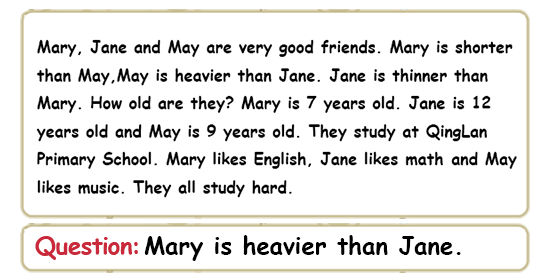 Mary, Jane and May are very good friends. Mary is shorter
than May,May is heavier than Jane. Jane is thinner than
Mary. How old are they? Mary is 7 years old. Jane is 12
years old and May is 9 years old. They study at QingLan
Primary School. Mary likes English, Jane likes math and May
likes music. They all study hard.
Question: Mary is heavier than Jane.